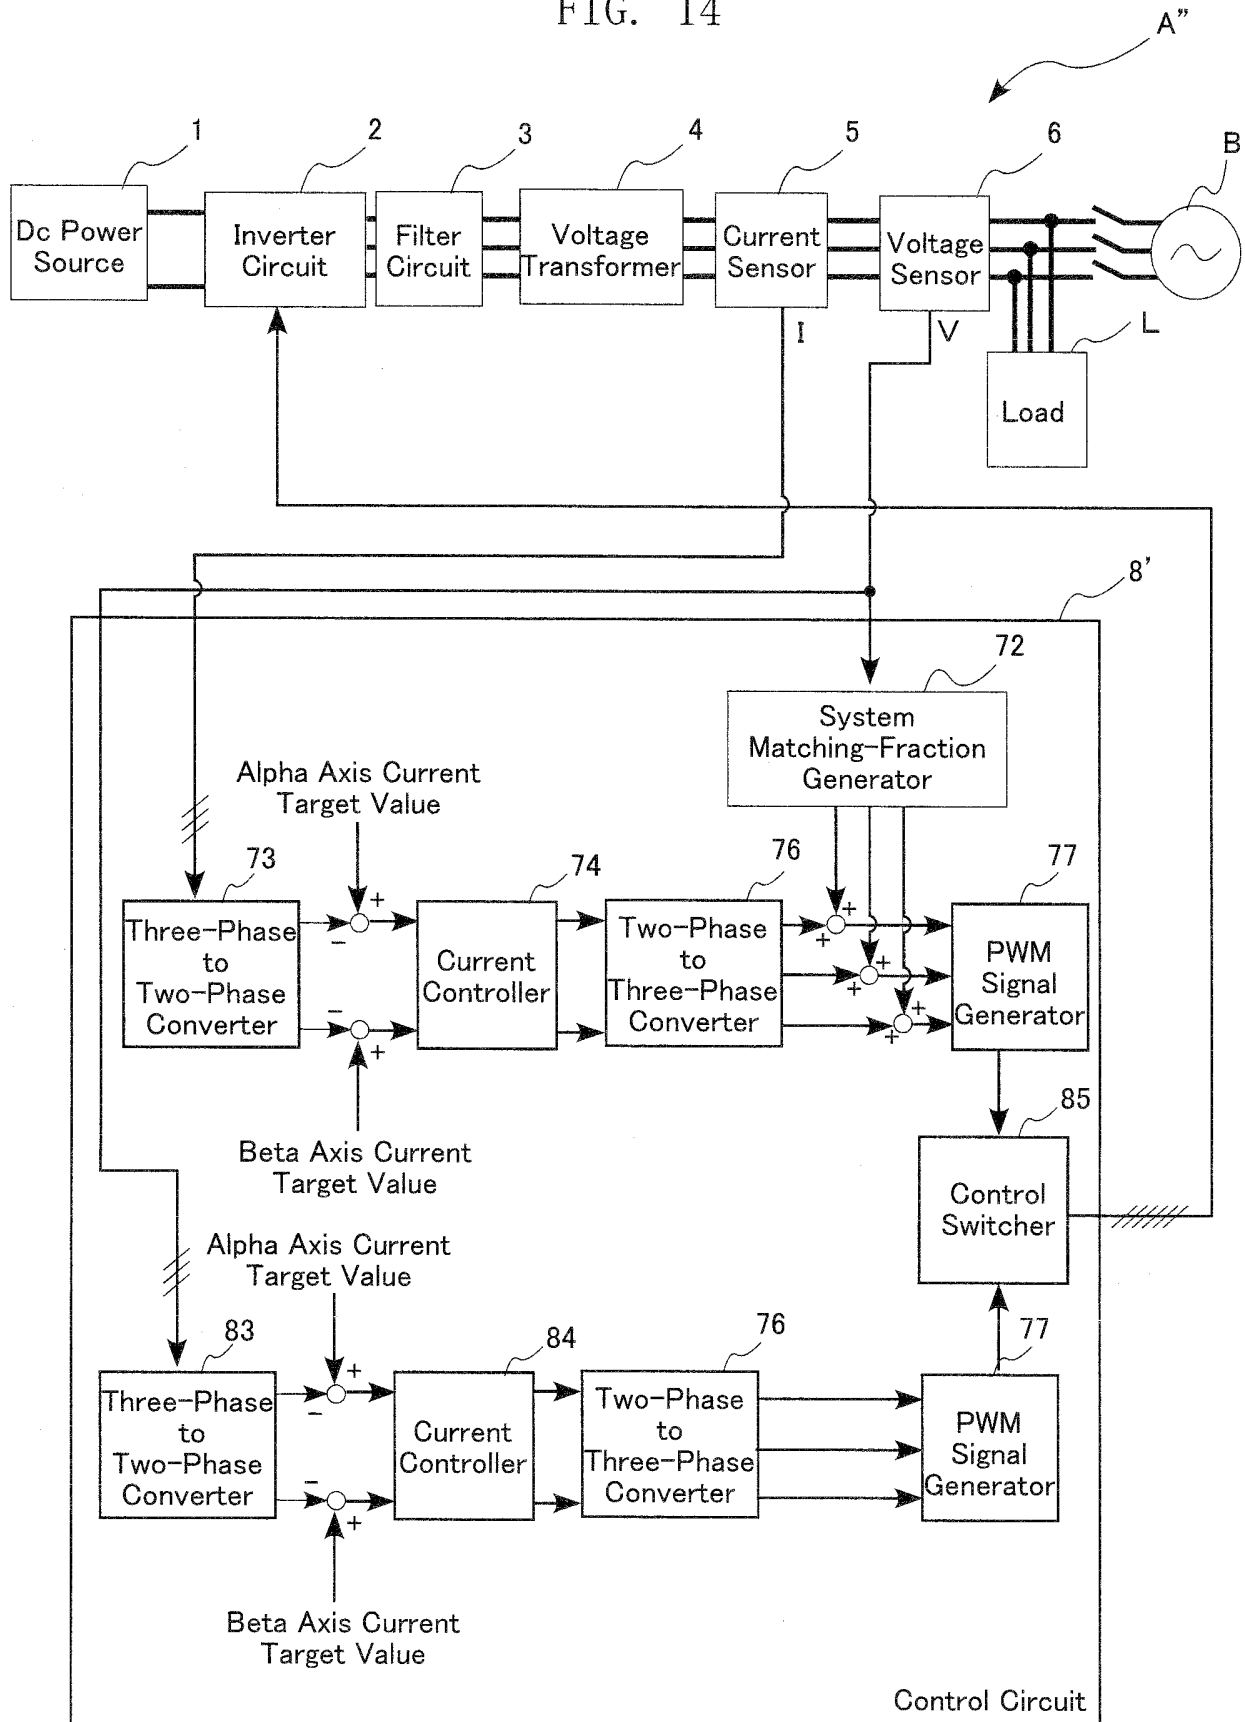 FIG. 14
A"
1
2
3
4
5
6
B
Dc Power
Source
Inverter
Circuit
Filter
Circuit
Voltage
Transformer
Current
Sensor
Voltage
Sensor
I
V
L
Load
8'
72
System
Matching-Fraction
Generator
Alpha Axis Current
Target Value
73
74
76
77
+
+
Three-Phase
to
Two-Phase
Converter
−
−
+
Current
Controller
Two-Phase
to
Three-Phase
Converter
+
+
+
+
+
PWM
Signal
Generator
85
Beta Axis Current
Target Value
Control
Switcher
Alpha Axis Current
Target Value
83
84
76
77
+
Three-Phase
to
Two-Phase
Converter
−
−
+
Current
Controller
Two-Phase
to
Three-Phase
Converter
PWM
Signal
Generator
Beta Axis Current
Target Value
Control Circuit